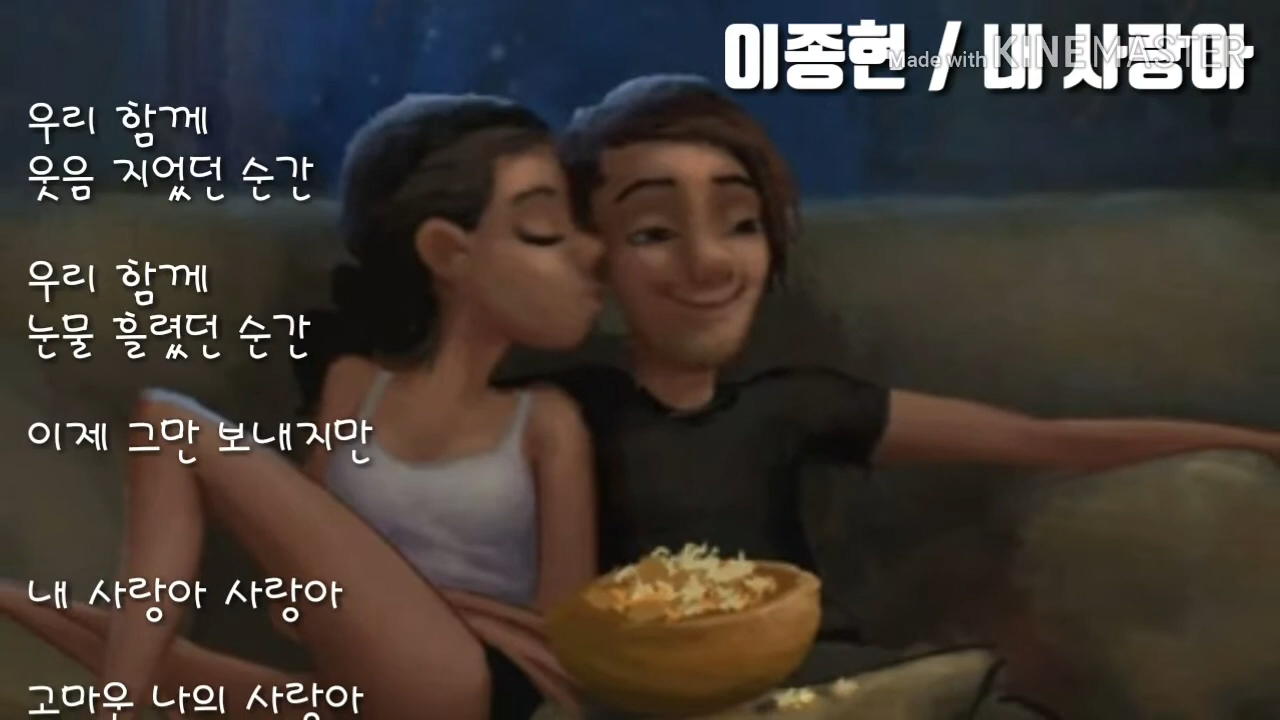 이종현 / 내 사랑아
Made with KINEMASTER
우리 함께
웃음 지었던 순간
우리 함께
눈물 흘렸던 순간
이제 그만 보내지만
내 사랑아 사랑아
고마운 나의 사랑아